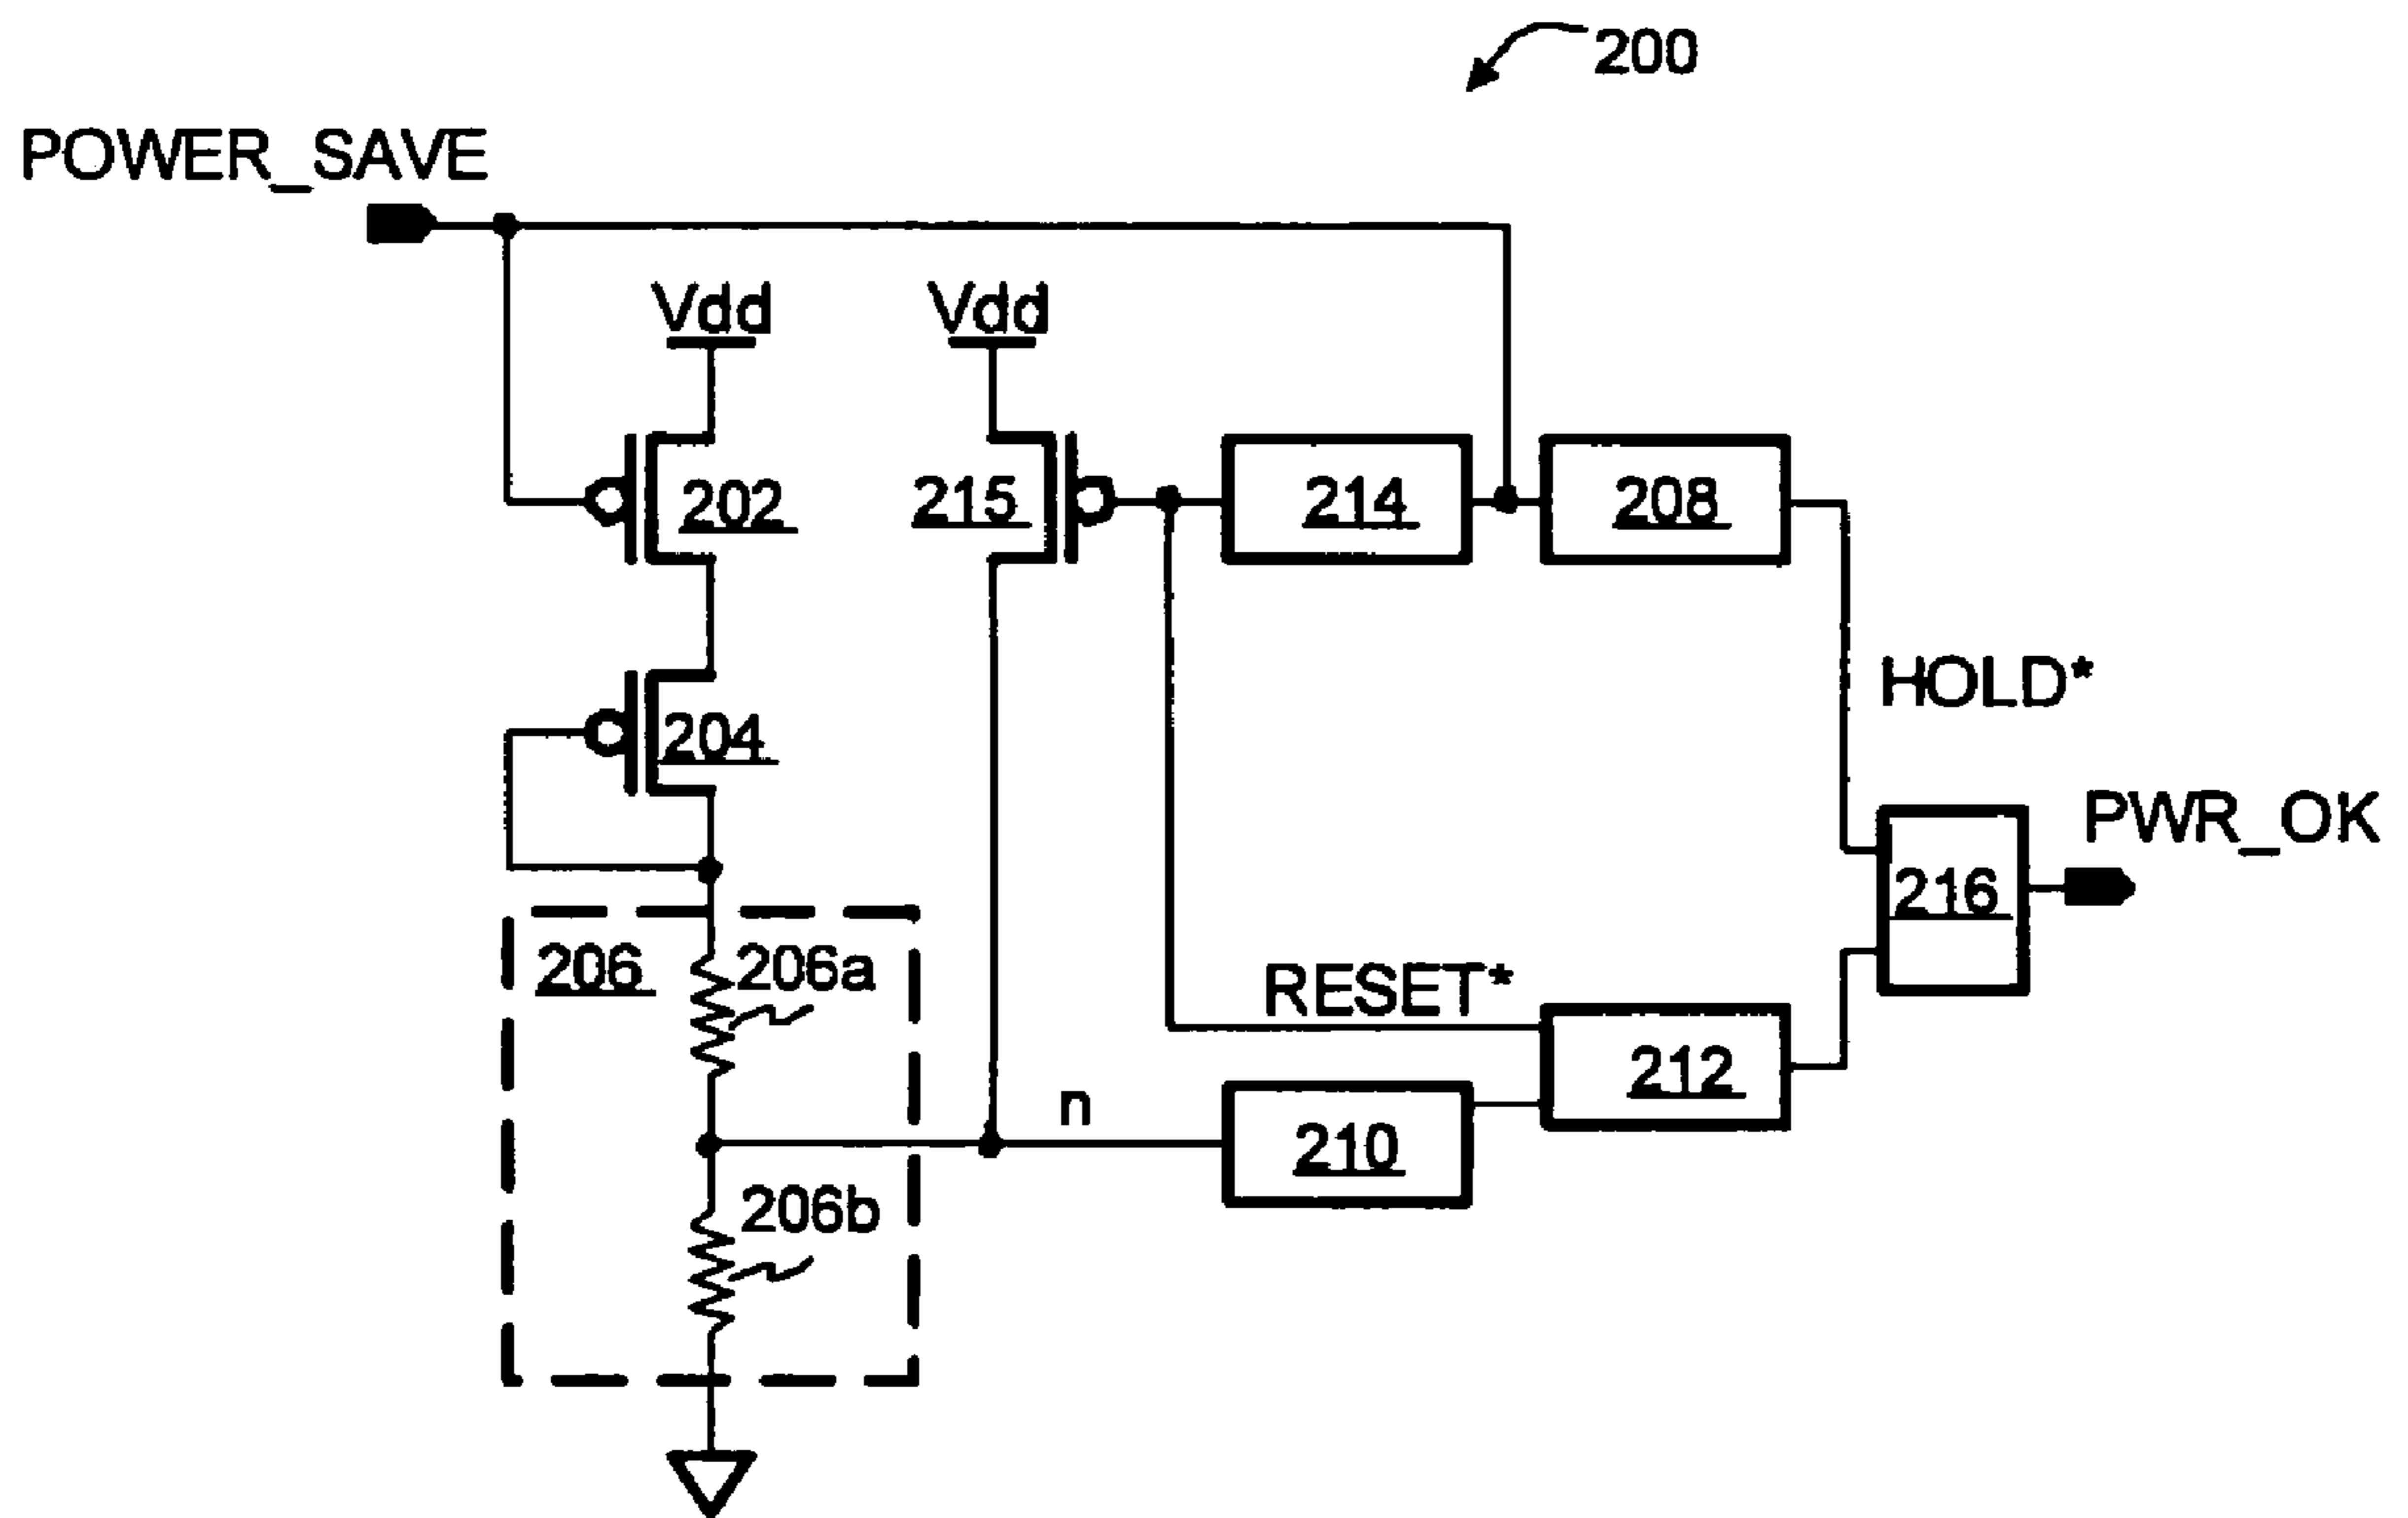 200
POWER_SAVE
Vdd
Vdd
202
215
214
208
204
HOLD*
PWR_OK
216
206
206a
RESET*
212
n
210
206b